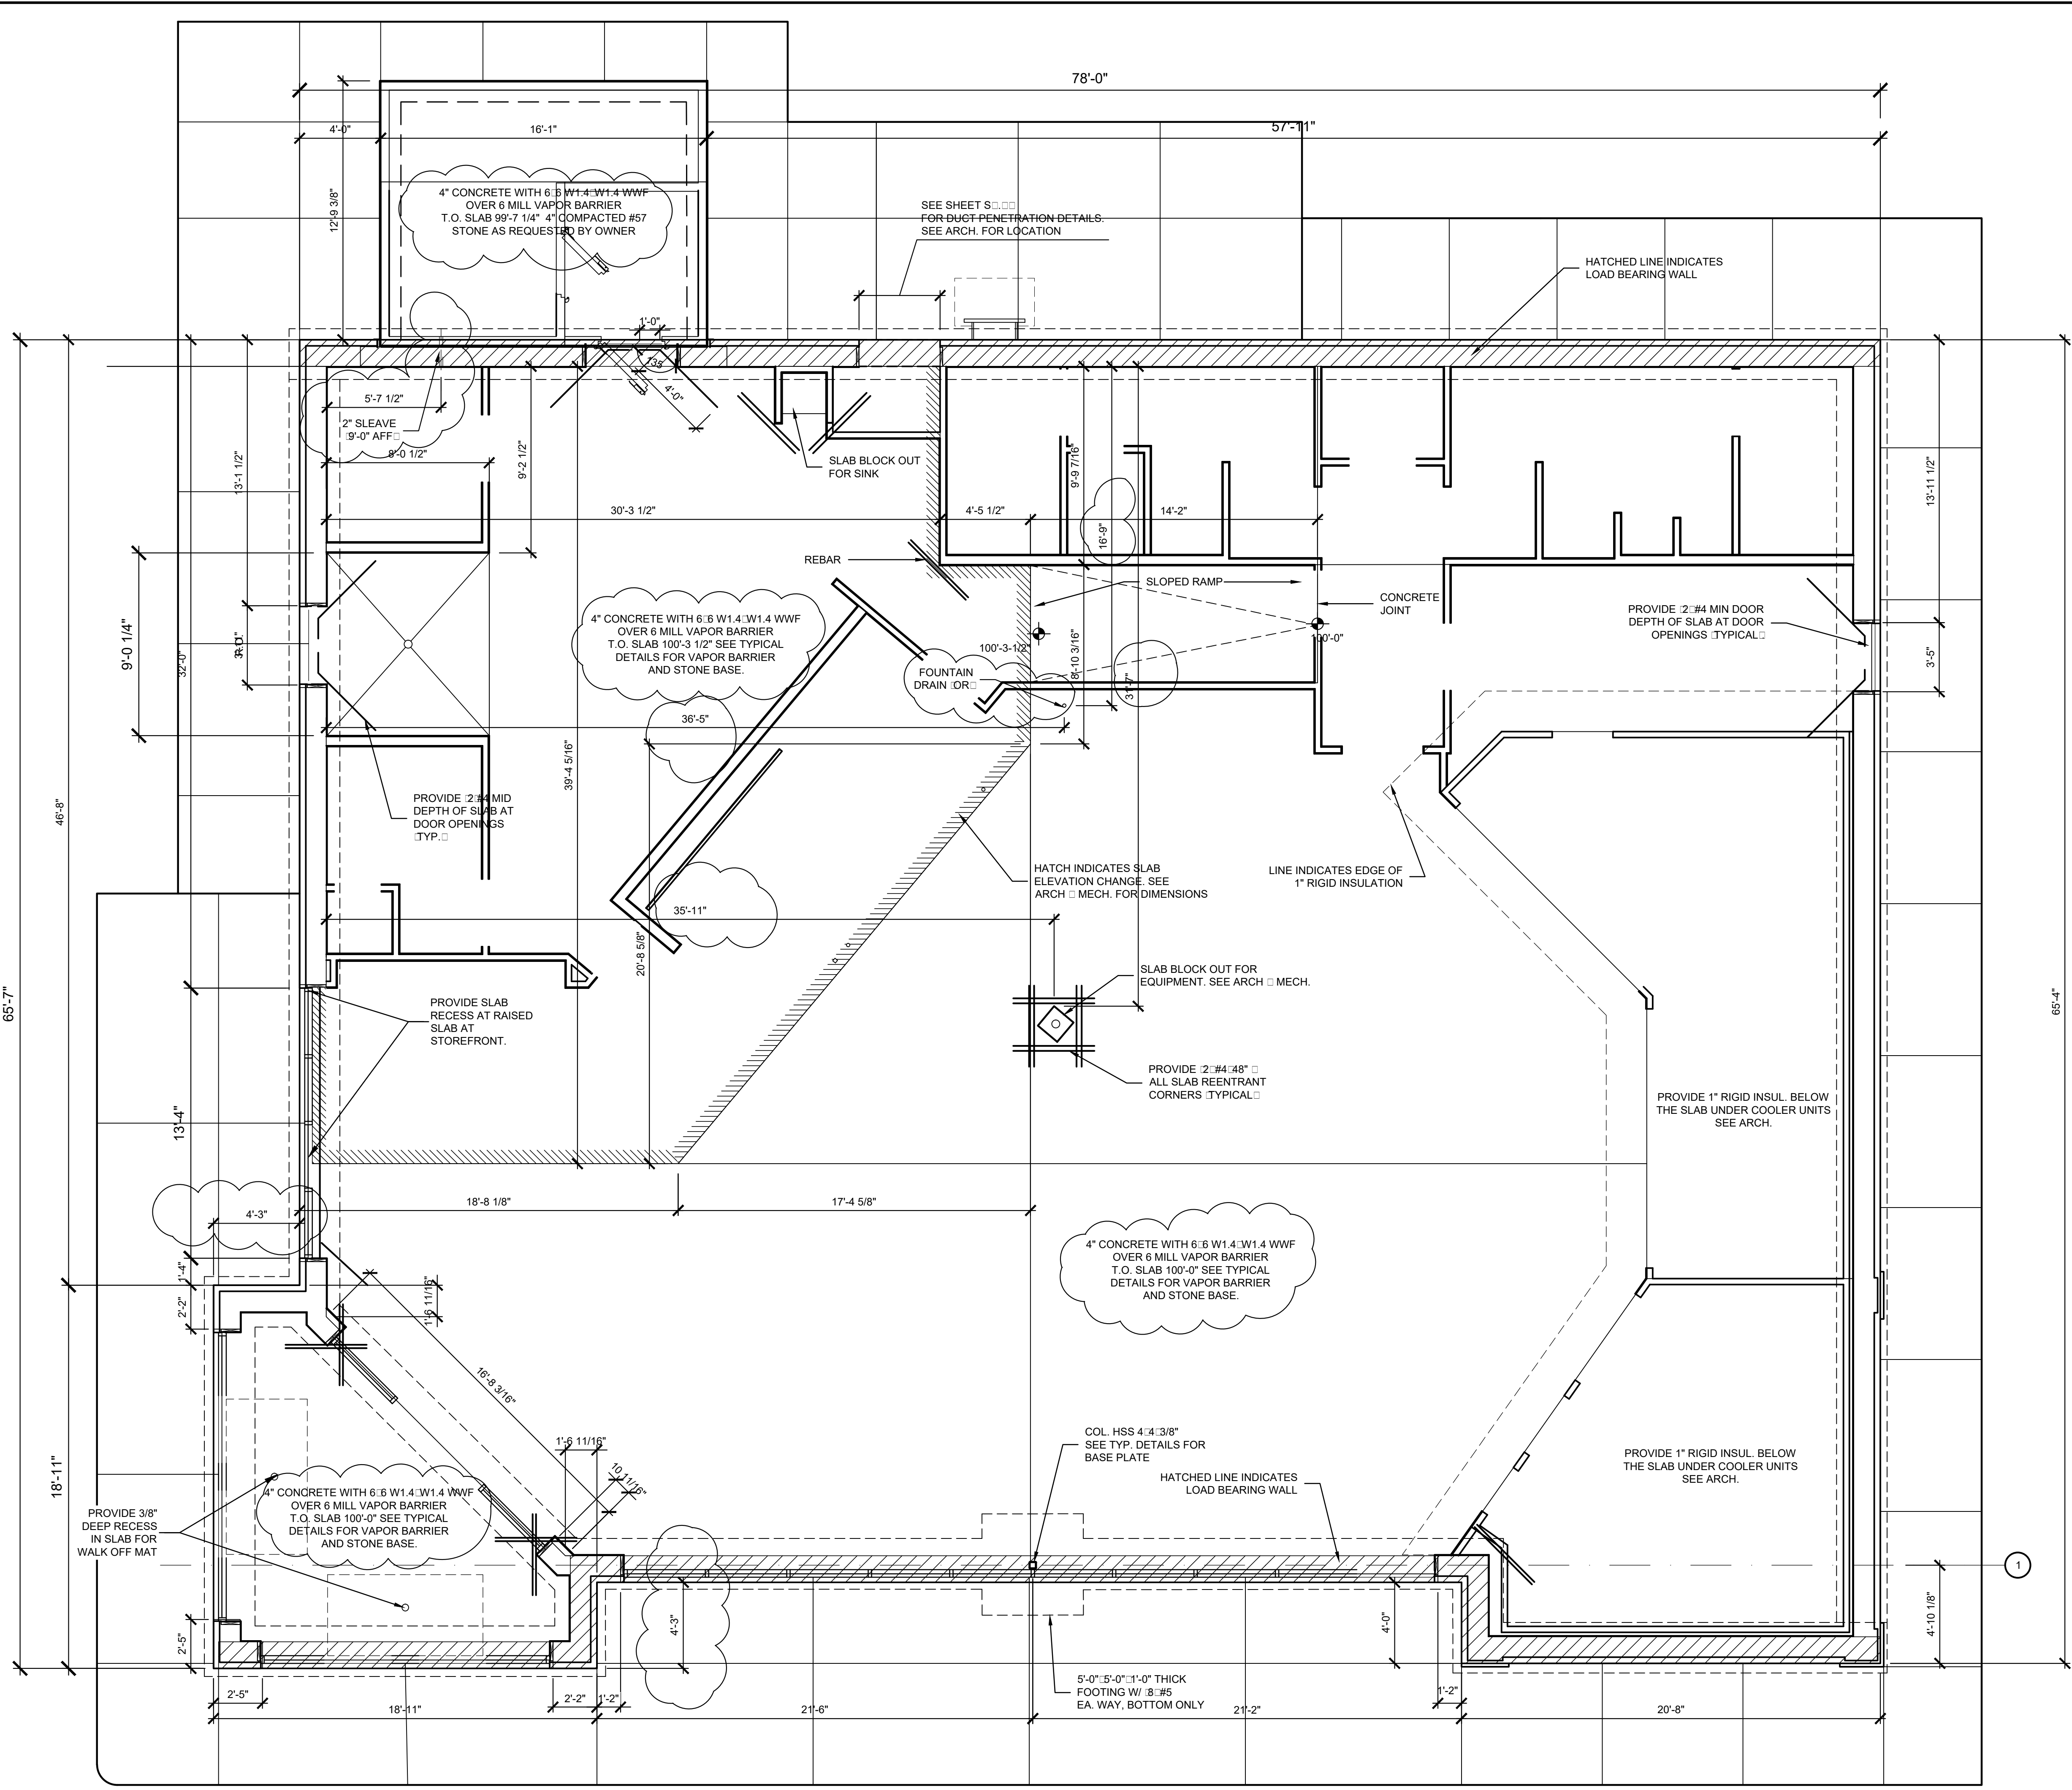 78'-0"
4'-0"
16'-1"
57'-11"
12'-9 3/8"
4" CONCRETE WITH 6□6 W1.4□W1.4 WWF
OVER 6 MILL VAPOR BARRIER
T.O. SLAB 99'-7 1/4" 4" COMPACTED #57
STONE AS REQUESTED BY OWNER
SEE SHEET S□.□□
FOR DUCT PENETRATION DETAILS.
SEE ARCH. FOR LOCATION
HATCHED LINE INDICATES
LOAD BEARING WALL
1'-0"
135
4'-0"
5'-7 1/2"
2" SLEAVE
□9'-0" AFF□
8'-0 1/2"
13'-1 1/2"
9'-2 1/2"
SLAB BLOCK OUT
FOR SINK
9'-9 7/16"
13'-11 1/2"
30'-3 1/2"
4'-5 1/2"
14'-2"
16'-9"
REBAR
SLOPED RAMP
CONCRETE
JOINT
PROVIDE □2□#4 MIN DOOR
DEPTH OF SLAB AT DOOR
OPENINGS □TYPICAL□
9'-0 1/4"
32'-0"
4" CONCRETE WITH 6□6 W1.4□W1.4 WWF
OVER 6 MILL VAPOR BARRIER
T.O. SLAB 100'-3 1/2" SEE TYPICAL
DETAILS FOR VAPOR BARRIER
AND STONE BASE.
100'-3-1/2"
100'-0"
3'-5"
FOUNTAIN
DRAIN □OR□
8'-10 3/16"
31'-7"
36'-5"
39'-4 5/16"
46'-8"
PROVIDE □2□#4 MID
DEPTH OF SLAB AT
DOOR OPENINGS
□TYP.□
HATCH INDICATES SLAB
ELEVATION CHANGE. SEE
ARCH □ MECH. FOR DIMENSIONS
LINE INDICATES EDGE OF
1" RIGID INSULATION
35'-11"
20'-8 5/8"
65'-7"
65'-4"
SLAB BLOCK OUT FOR
EQUIPMENT. SEE ARCH □ MECH.
PROVIDE SLAB
RECESS AT RAISED
SLAB AT
STOREFRONT.
PROVIDE □2□#4□48" □
ALL SLAB REENTRANT
CORNERS □TYPICAL□
PROVIDE 1" RIGID INSUL. BELOW
THE SLAB UNDER COOLER UNITS
SEE ARCH.
13'-4"
18'-8 1/8"
17'-4 5/8"
4'-3"
4" CONCRETE WITH 6□6 W1.4□W1.4 WWF
OVER 6 MILL VAPOR BARRIER
T.O. SLAB 100'-0" SEE TYPICAL
DETAILS FOR VAPOR BARRIER
AND STONE BASE.
1'-4"
2'-2"
1'-6 11/16"
16'-8 3/16"
1'-6 11/16"
10 11/16"
COL. HSS 4□4□3/8"
SEE TYP. DETAILS FOR
BASE PLATE
HATCHED LINE INDICATES
LOAD BEARING WALL
PROVIDE 1" RIGID INSUL. BELOW
THE SLAB UNDER COOLER UNITS
SEE ARCH.
18'-11"
4" CONCRETE WITH 6□6 W1.4□W1.4 WWF
OVER 6 MILL VAPOR BARRIER
T.O. SLAB 100'-0" SEE TYPICAL
DETAILS FOR VAPOR BARRIER
AND STONE BASE.
PROVIDE 3/8"
DEEP RECESS
IN SLAB FOR
WALK OFF MAT
1
4'-3"
4'-0"
4'-10 1/8"
2'-5"
5'-0"□5'-0"□1'-0" THICK
FOOTING W/ □8□#5
EA. WAY, BOTTOM ONLY
2'-5"
2'-2"
1'-2"
1'-2"
18'-11"
21'-6"
21'-2"
20'-8"